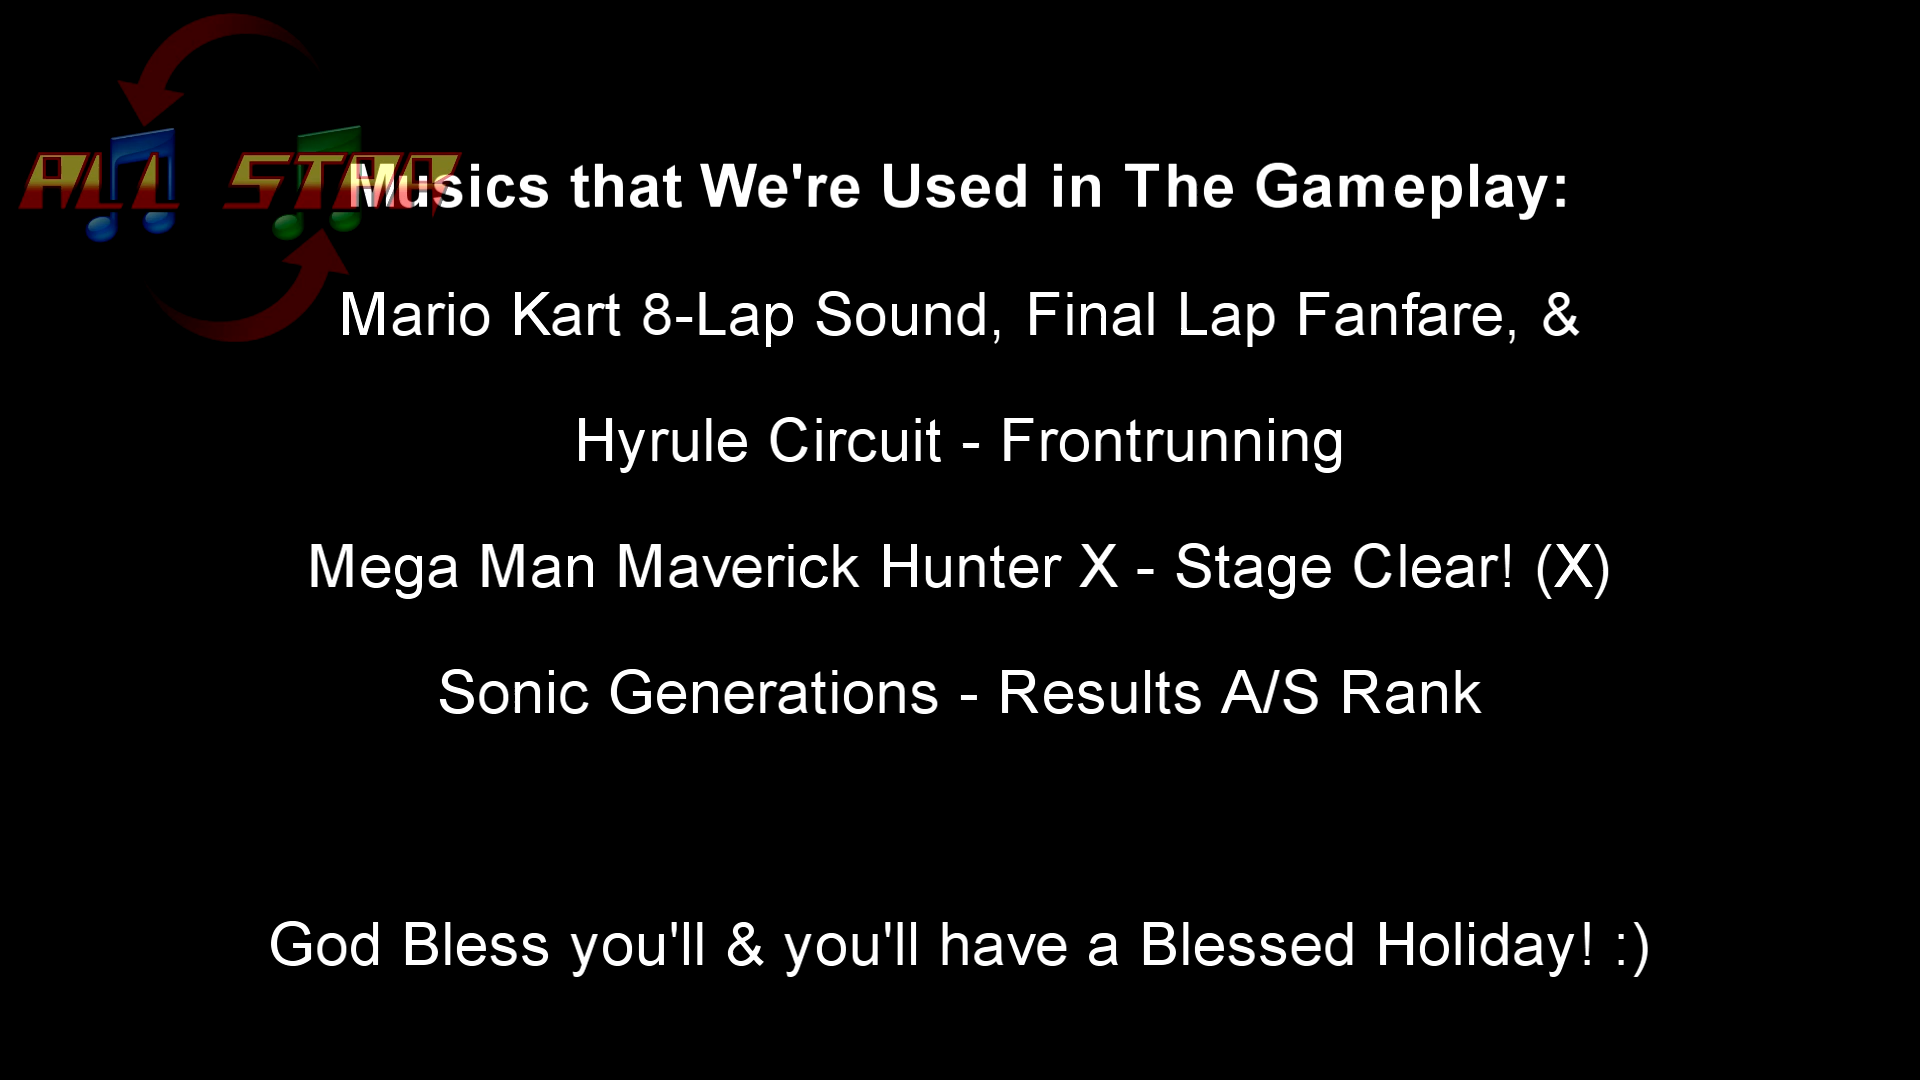 ALL STAR
Musics that We're Used in The Gameplay:
Mario Kart 8-Lap Sound, Final Lap Fanfare, &
Hyrule Circuit - Frontrunning
Mega Man Maverick Hunter X - Stage Clear! (X)
Sonic Generations - Results A/S Rank
God Bless you'll & you'll have a Blessed Holiday! :)